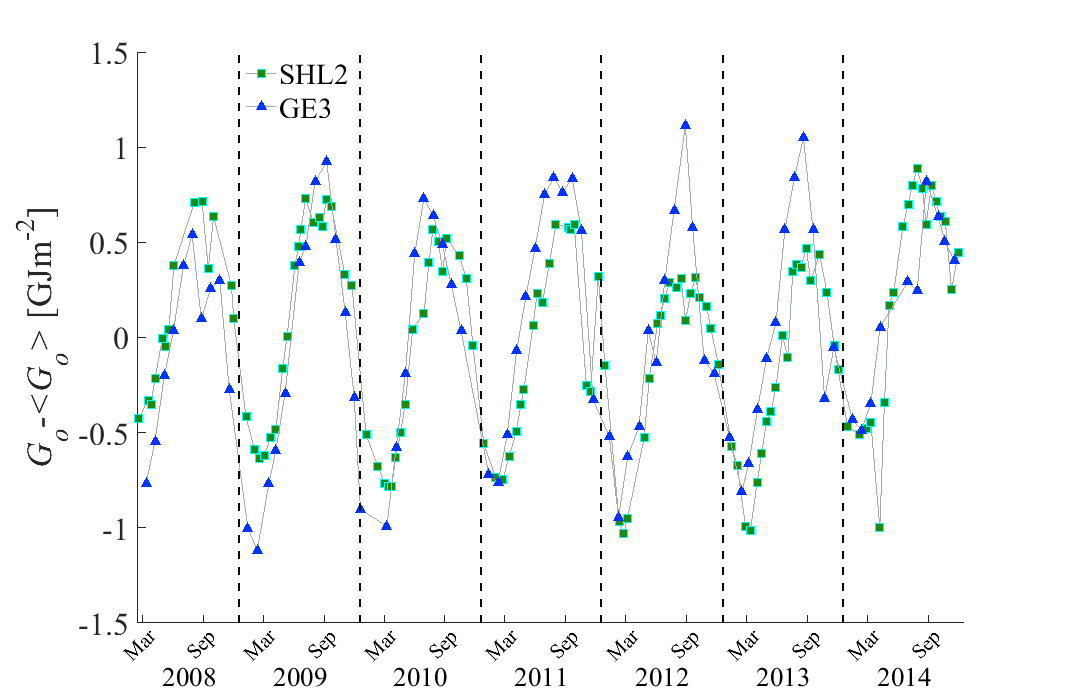 1.5
1
0.5
0
-0.5
-1
-1.5
G_o-<G_o> [GJm^-2]
SHL2
GE3
Mar Sep Mar Sep Mar Sep Mar Sep Mar Sep Mar Sep Mar Sep
2008 2009 2010 2011 2012 2013 2014